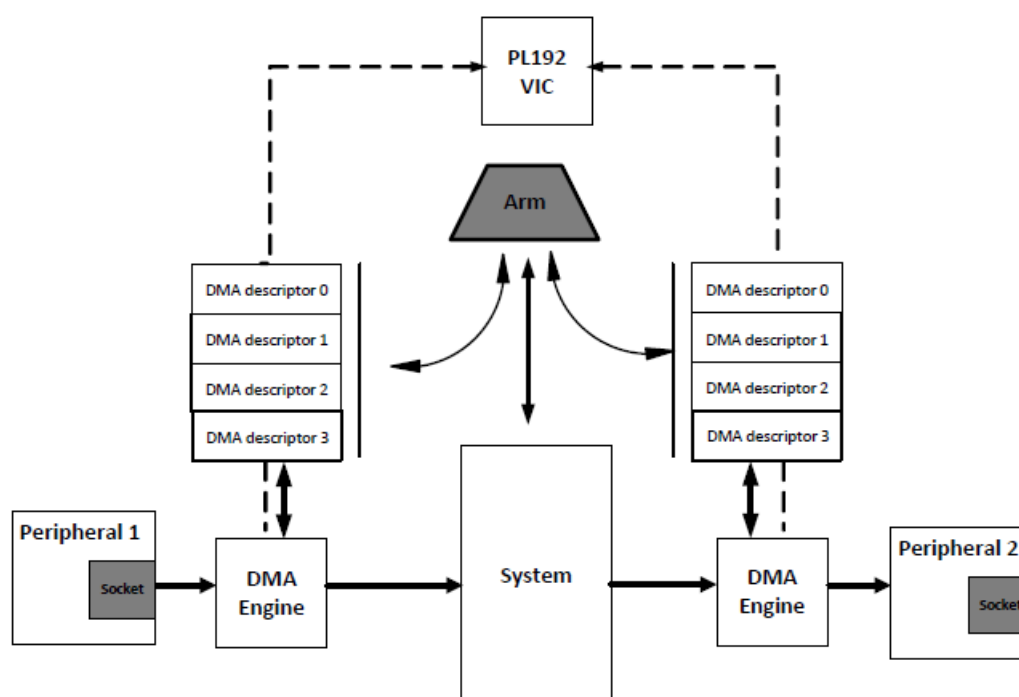 PL192
VIC
Arm
DMA descriptor 0
DMA descriptor 1
DMA descriptor 2
DMA descriptor 3
DMA descriptor 0
DMA descriptor 1
DMA descriptor 2
DMA descriptor 3
Peripheral 1
Socket
DMA
Engine
System
DMA
Engine
Peripheral 2
Socket